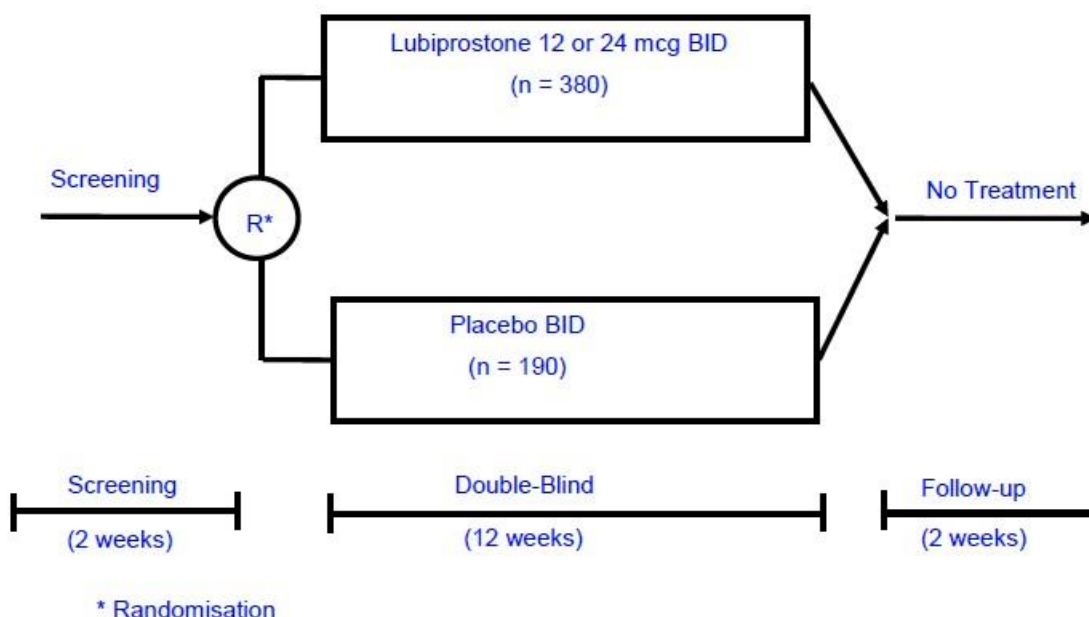 Lubiprostone 12 or 24 mcg BID
(n = 380)
Screening
R*
No Treatment
Placebo BID
(n = 190)
Screening
(2 weeks)
Double-Blind
(12 weeks)
Follow-up
(2 weeks)
* Randomisation